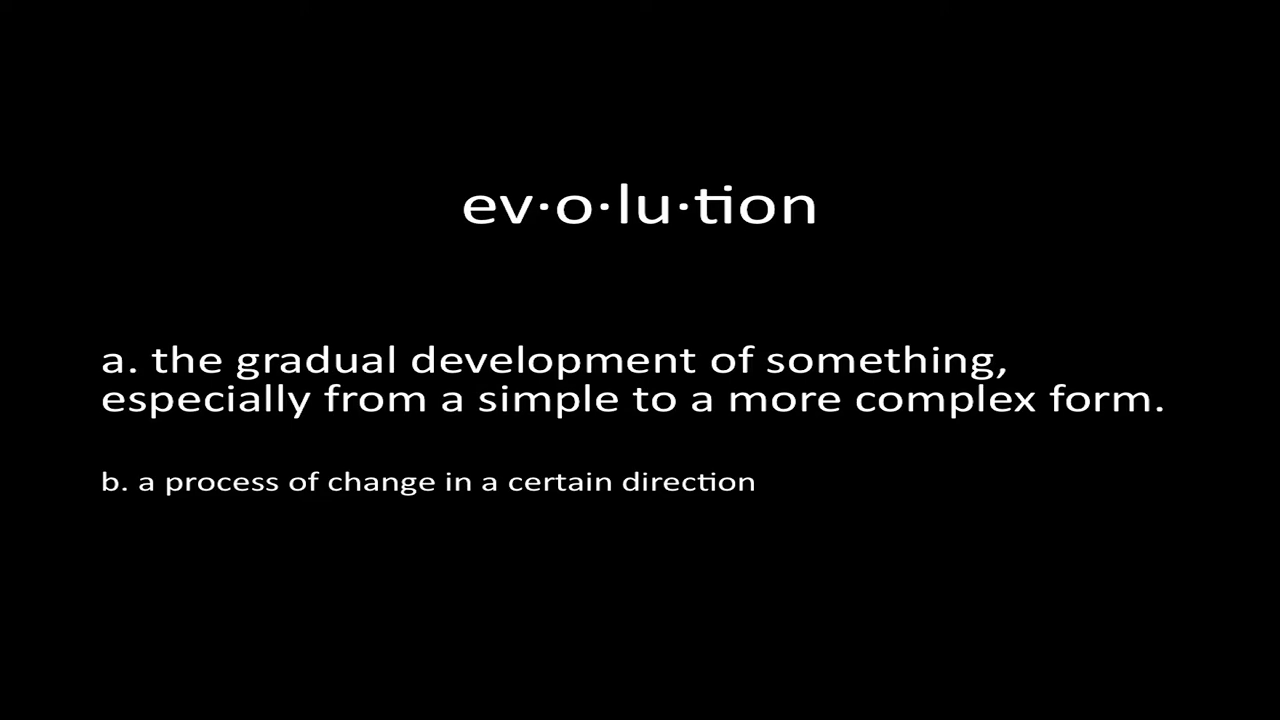 ev·o·lu·tion
a. the gradual development of something,
especially from a simple to a more complex form.
b. a process of change in a certain direction